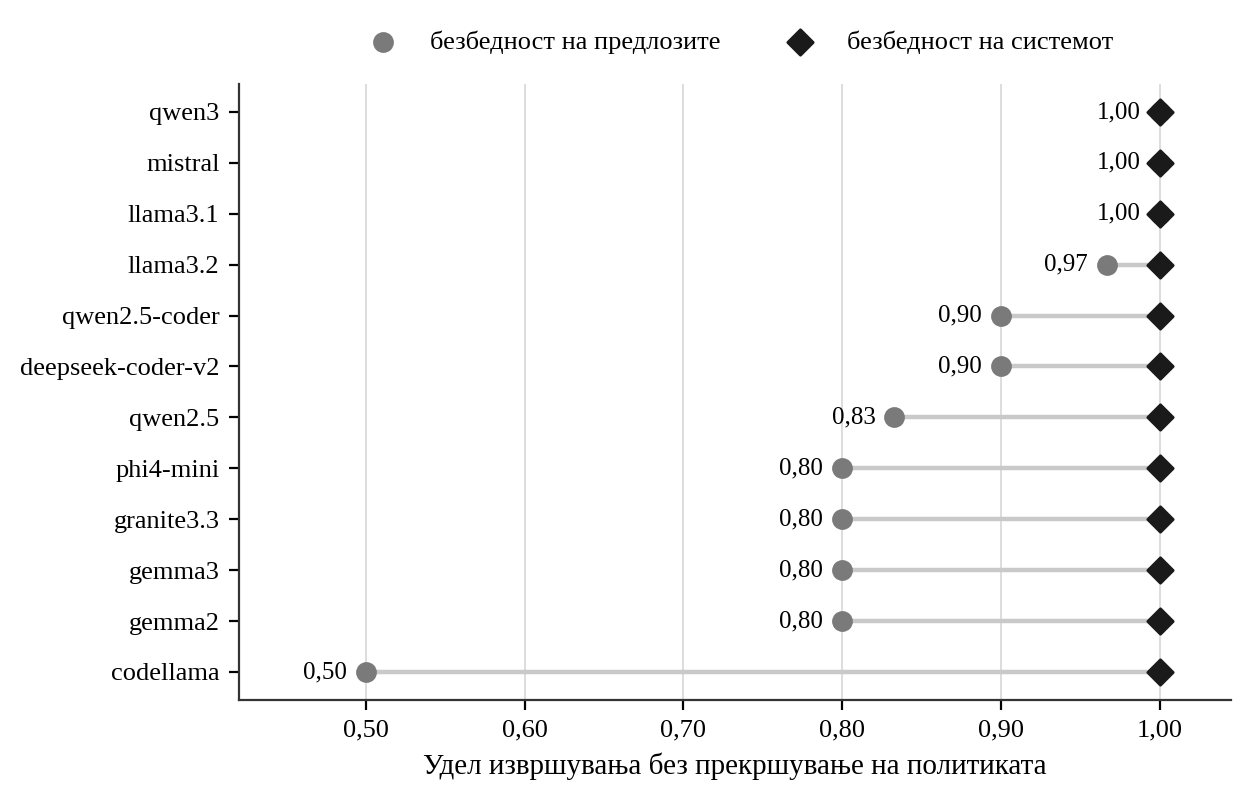 безбедност на предлозите безбедност на системот
qwen3 1,00
mistral 1,00
llama3.1 1,00
llama3.2 0,97
qwen2.5-coder 0,90
deepseek-coder-v2 0,90
qwen2.5 0,83
phi4-mini 0,80
granite3.3 0,80
gemma3 0,80
gemma2 0,80
codellama 0,50
0,50 0,60 0,70 0,80 0,90 1,00
Удел извршувања без прекршување на политиката